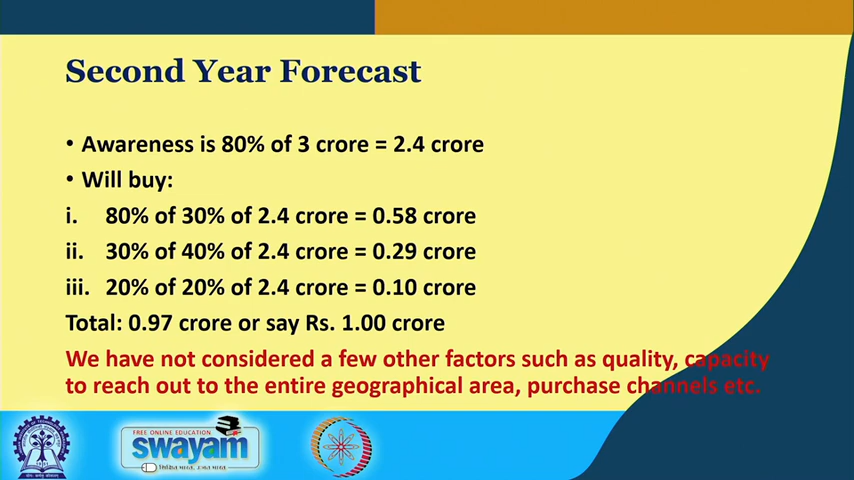 Second Year Forecast
• Awareness is 80% of 3 crore = 2.4 crore
• Will buy:
i. 80% of 30% of 2.4 crore = 0.58 crore
ii. 30% of 40% of 2.4 crore = 0.29 crore
iii. 20% of 20% of 2.4 crore = 0.10 crore
Total: 0.97 crore or say Rs. 1.00 crore
We have not considered a few other factors such as quality, capacity
to reach out to the entire geographical area, purchase channels etc.
FREE ONLINE EDUCATION
swayam